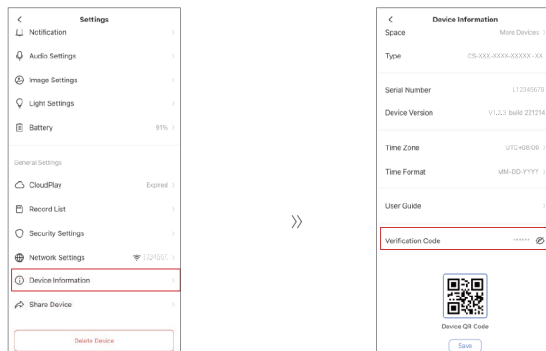 Settings
Notification
Audio Settings
Image Settings
Light Settings
Battery 91%
General Settings
CloudPlay Expired
Record List
Security Settings
Network Settings
Device Information
Share Device
Delete Device
Device Information
Space More Devices
Type CS-XXX-XXXX-XXXXX-XX
Serial Number LT2345678
Device Version V1.2.3 build 221214
Time Zone UTC+08:00
Time Format MM-DD-YYYY
User Guide
Verification Code ******
Device QR Code
Save